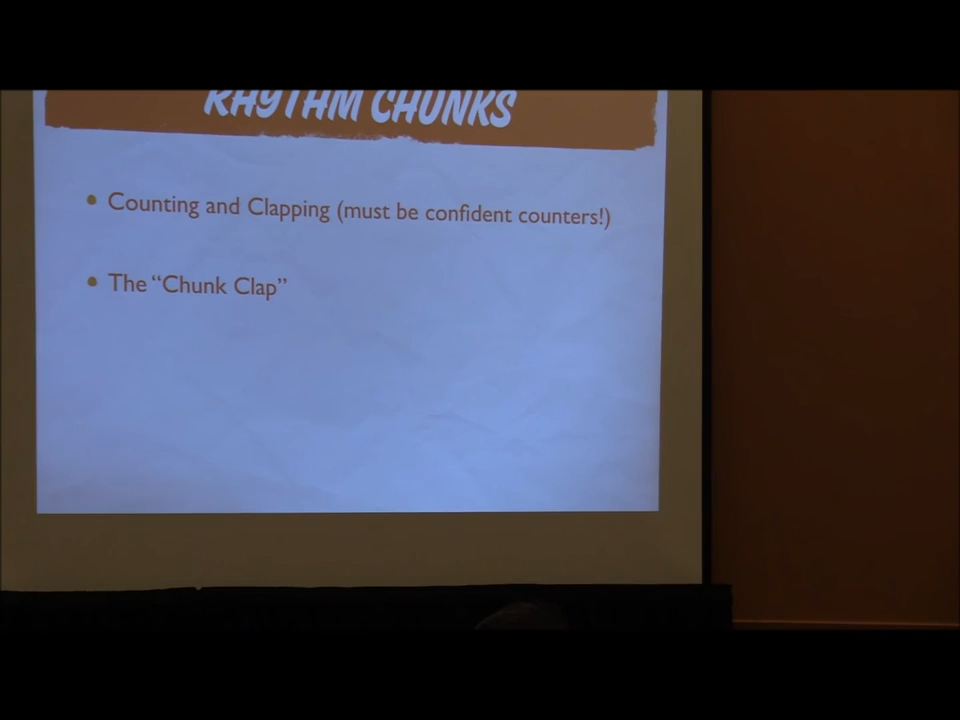 RHYTHM CHUNKS
• Counting and Clapping (must be confident counters!)
• The “Chunk Clap”